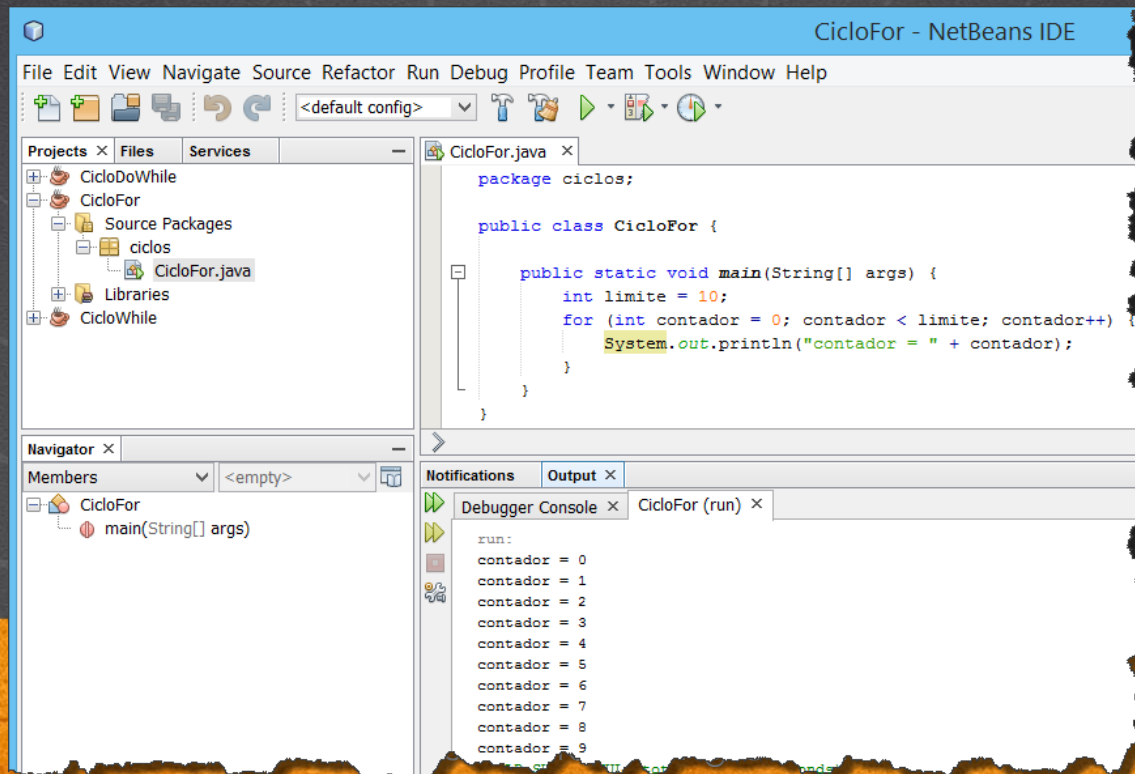 CicloFor - NetBeans IDE
File Edit View Navigate Source Refactor Run Debug Profile Team Tools Window Help
<default config>
Projects Files Services
CicloDoWhile
CicloFor
Source Packages
ciclos
CicloFor.java
Libraries
CicloWhile
CicloFor.java
package ciclos;
public class CicloFor {
public static void main(String[] args) {
int limite = 10;
for (int contador = 0; contador < limite; contador++) {
System.out.println("contador = " + contador);
}
}
}
Navigator
Members <empty>
CicloFor
main(String[] args)
Notifications Output
Debugger Console CicloFor (run)
run:
contador = 0
contador = 1
contador = 2
contador = 3
contador = 4
contador = 5
contador = 6
contador = 7
contador = 8
contador = 9